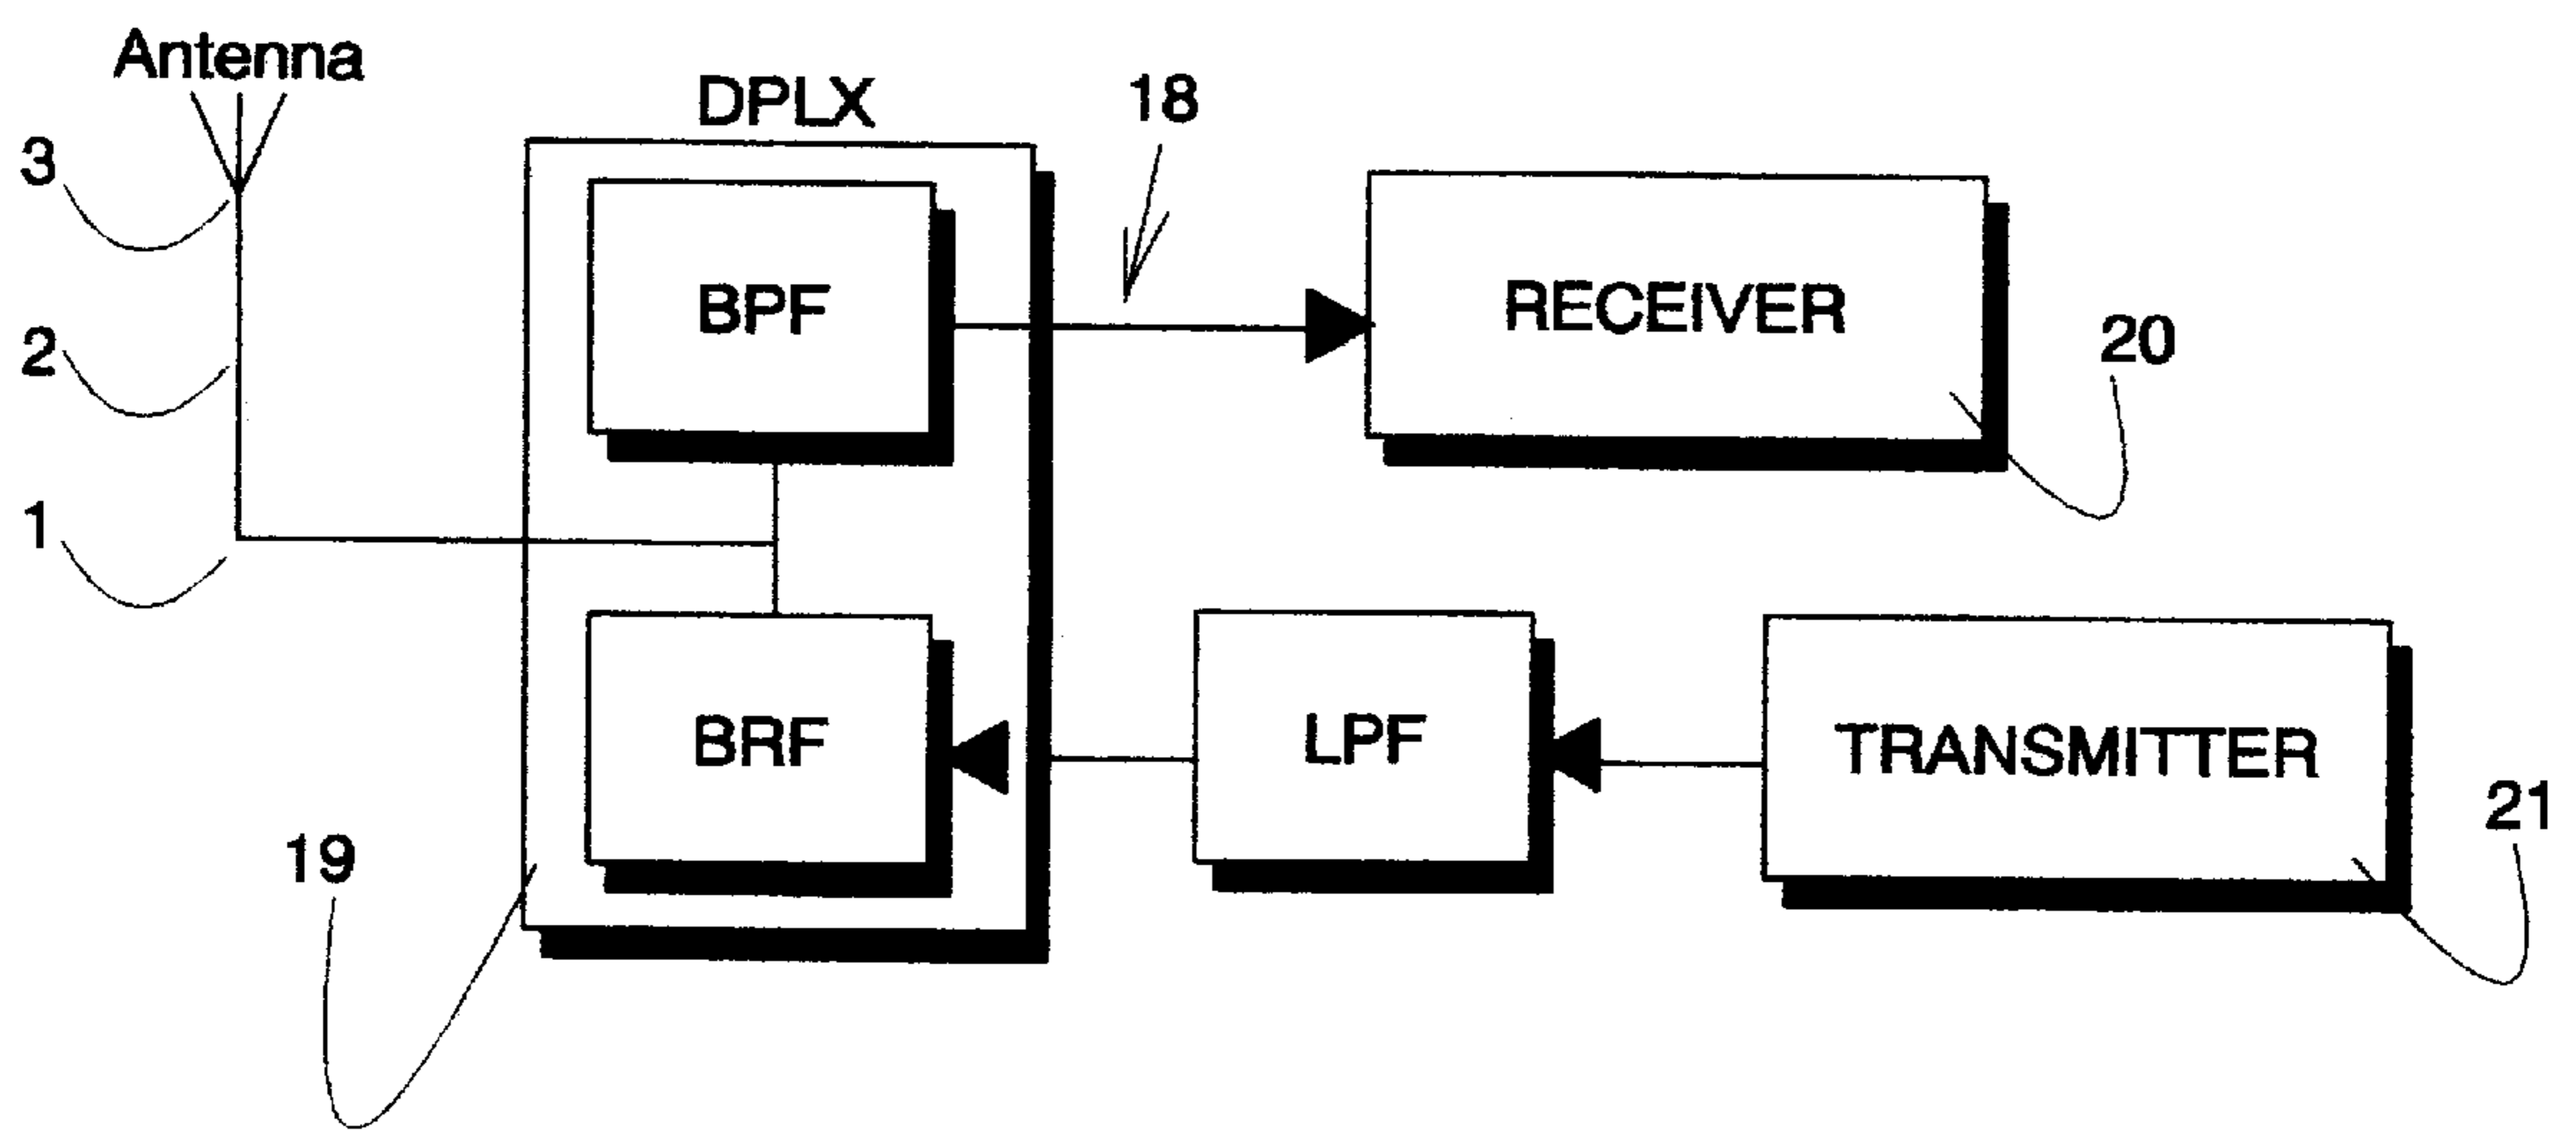 Antenna
DPLX
18
3
BPF
RECEIVER
20
2
1
BRF
LPF
TRANSMITTER
21
19